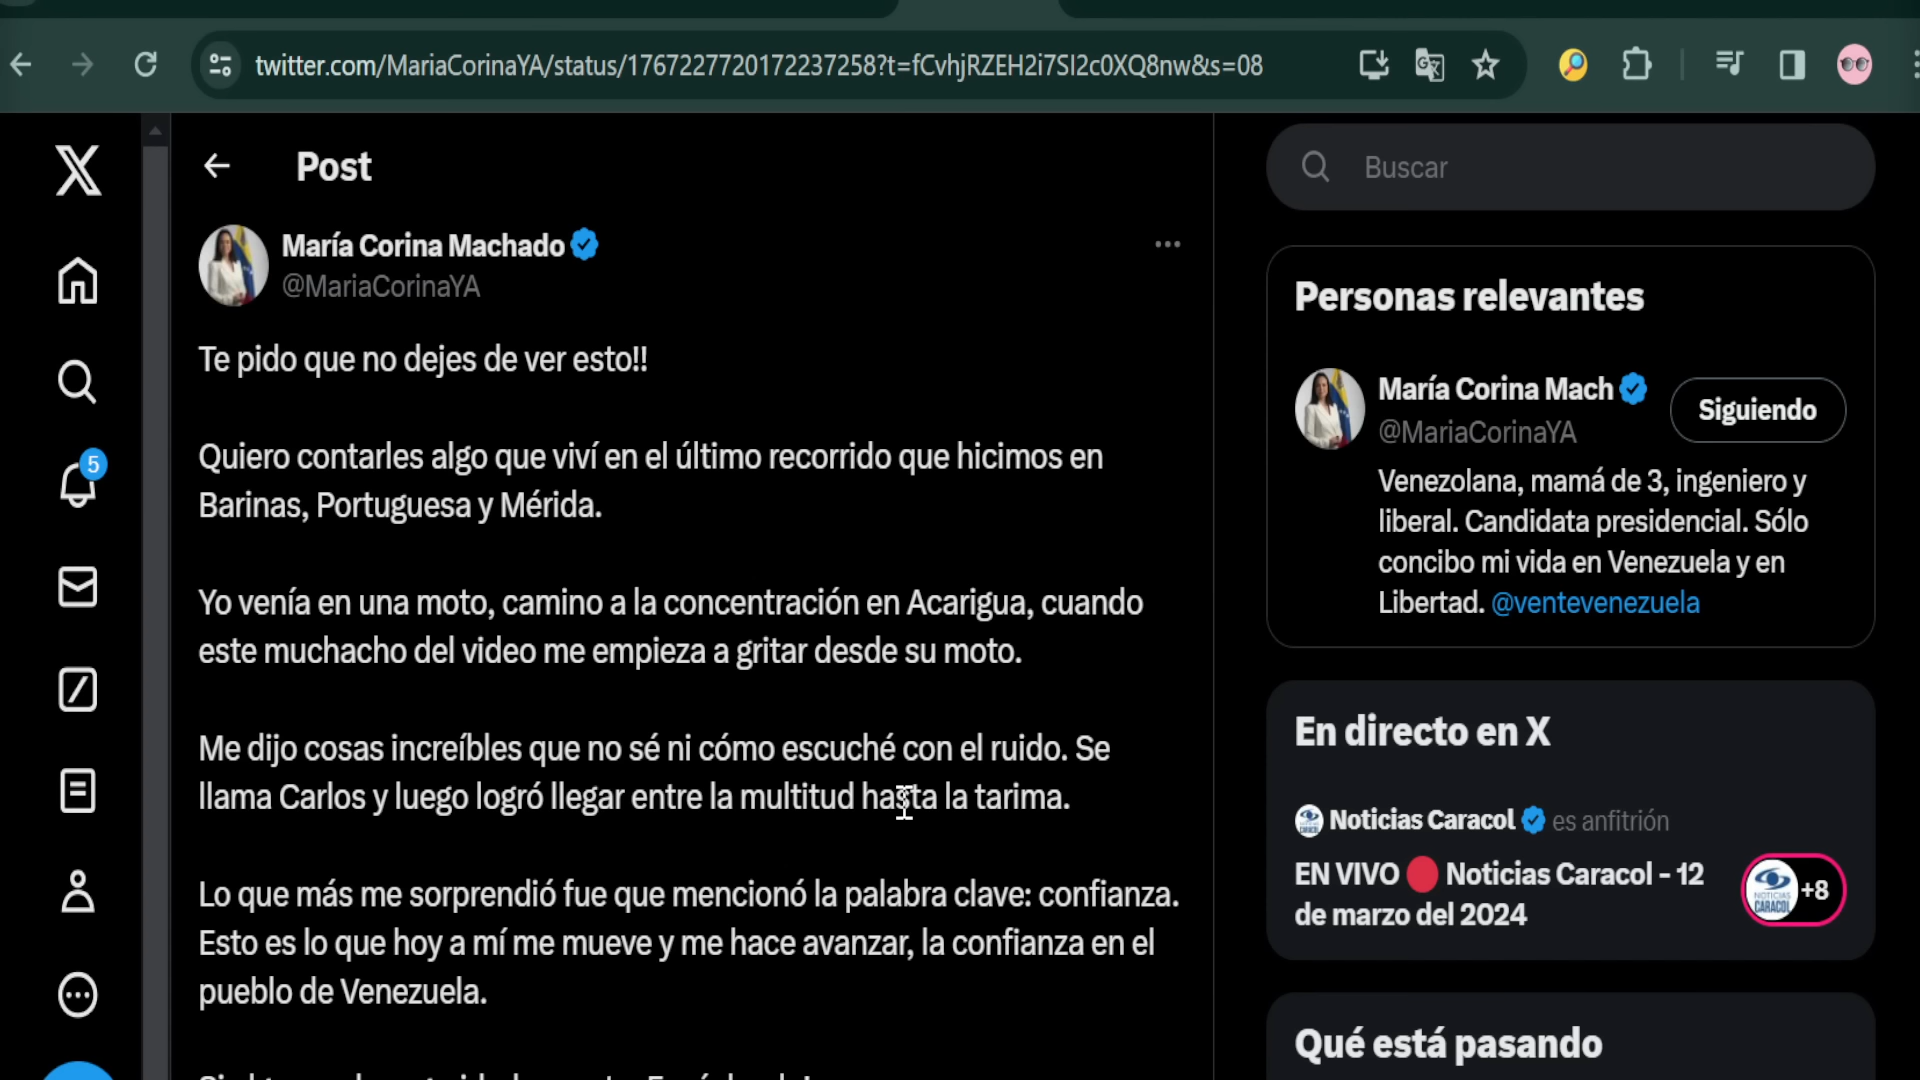 twitter.com/MariaCorinaYA/status/1767227720172237258?t=fCvhjRZEH2i7SI2c0XQ8nw&s=08
Post
María Corina Machado
@MariaCorinaYA
Te pido que no dejes de ver esto!!
Quiero contarles algo que viví en el último recorrido que hicimos en
Barinas, Portuguesa y Mérida.
Yo venía en una moto, camino a la concentración en Acarigua, cuando
este muchacho del video me empieza a gritar desde su moto.
Me dijo cosas increíbles que no sé ni cómo escuché con el ruido. Se
llama Carlos y luego logró llegar entre la multitud hasta la tarima.
Lo que más me sorprendió fue que mencionó la palabra clave: confianza.
Esto es lo que hoy a mí me mueve y me hace avanzar, la confianza en el
pueblo de Venezuela.
5
Buscar
Personas relevantes
María Corina Mach
@MariaCorinaYA
Siguiendo
Venezolana, mamá de 3, ingeniero y
liberal. Candidata presidencial. Sólo
concibo mi vida en Venezuela y en
Libertad. @ventevenezuela
En directo en X
Noticias Caracol es anfitrión
EN VIVO 🔴 Noticias Caracol - 12
de marzo del 2024
NOTICIAS
CARACOL
+8
Qué está pasando